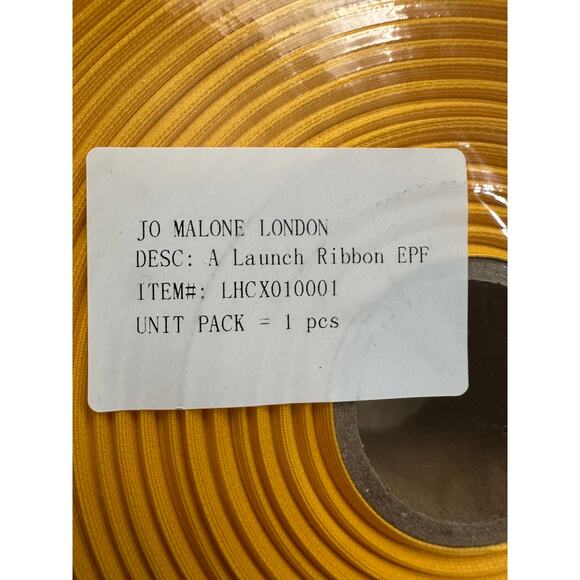 JO MALONE LONDON
DESC: A Launch Ribbon EPF
ITEM#: LHCX010001
UNIT PACK = 1 pcs